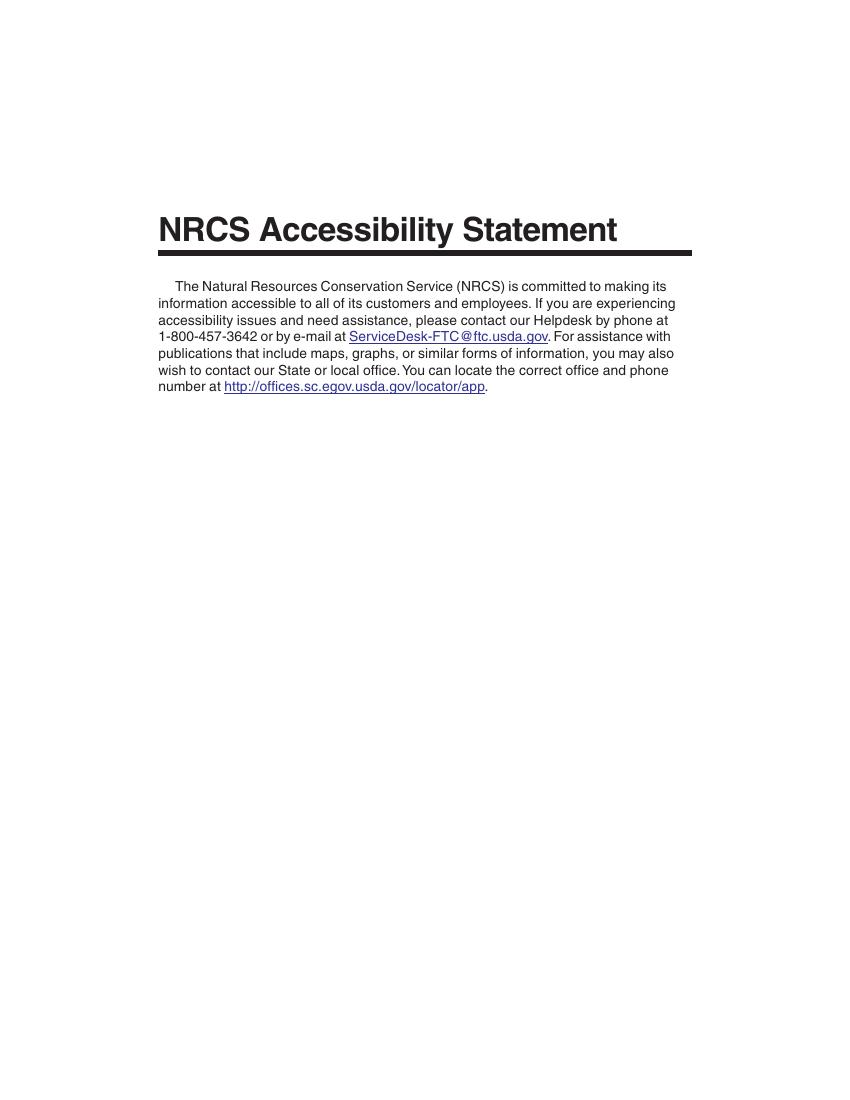 NRCS Accessibility Statement
The Natural Resources Conservation Service (NRCS) is committed to making its
information accessible to all of its customers and employees. If you are experiencing
accessibility issues and need assistance, please contact our Helpdesk by phone at
1-800-457-3642 or by e-mail at ServiceDesk-FTC@ftc.usda.gov. For assistance with
publications that include maps, graphs, or similar forms of information, you may also
wish to contact our State or local office. You can locate the correct office and phone
number at http://offices.sc.egov.usda.gov/locator/app.